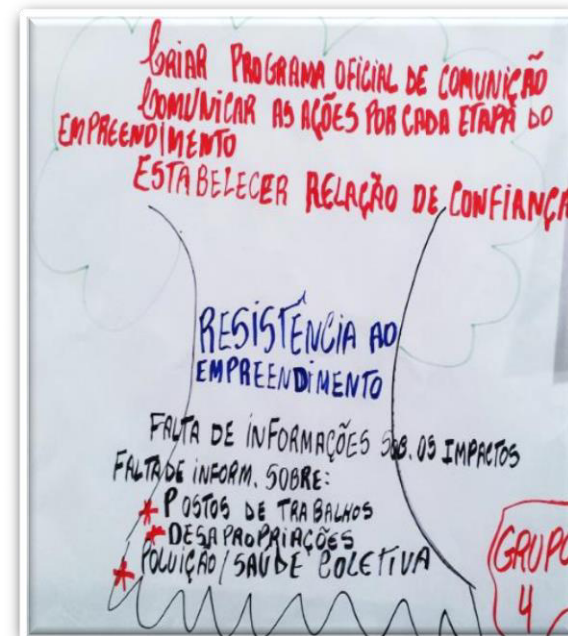 CRIAR PROGRAMA OFICIAL DE COMUNIÇÃO
COMUNICAR AS AÇÕES POR CADA ETAPA DO
EMPREENDIMENTO
ESTABELECER RELAÇÃO DE CONFIANÇA
RESISTÊNCIA AO
EMPREENDIMENTO
FALTA DE INFORMAÇÕES SOB. OS IMPACTOS
FALTA DE INFORM. SOBRE:
* POSTOS DE TRABALHOS
* DESAPROPRIAÇÕES
* POLUIÇÃO / SAÚDE COLETIVA
GRUPO
4